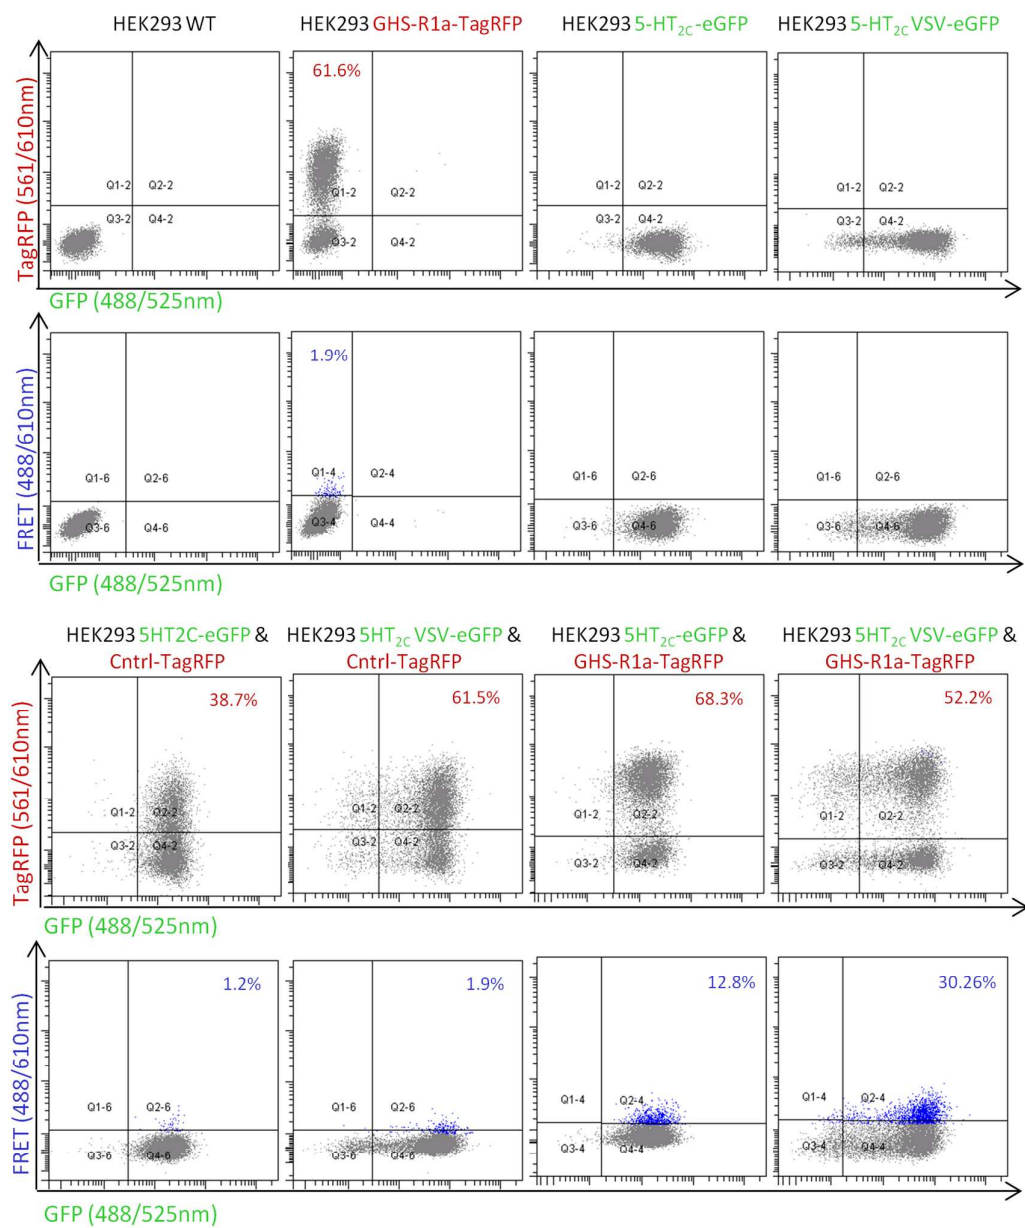 HEK293 WT
HEK293 GHS-R1a-TagRFP
HEK293 5-HT2C-eGFP
HEK293 5-HT2C VSV-eGFP
TagRFP (561/610nm)
61.6%
Q1-2 Q2-2
Q3-2 Q4-2
Q1-2 Q2-2
Q3-2 Q4-2
Q1-2 Q2-2
Q3-2 Q4-2
Q1-2 Q2-2
Q3-2 Q4-2
GFP (488/525nm)
FRET (488/610nm)
1.9%
Q1-6 Q2-6
Q3-6 Q4-6
Q1-4 Q2-4
Q3-4 Q4-4
Q1-6 Q2-6
Q3-6 Q4-6
Q1-6 Q2-6
Q3-6 Q4-6
GFP (488/525nm)
HEK293 5HT2C-eGFP &
Cntrl-TagRFP
HEK293 5HT2C VSV-eGFP &
Cntrl-TagRFP
HEK293 5HT2C-eGFP &
GHS-R1a-TagRFP
HEK293 5HT2C VSV-eGFP &
GHS-R1a-TagRFP
TagRFP (561/610nm)
38.7%
Q1-2 Q2-2
Q3-2 Q4-2
61.5%
Q1-2 Q2-2
Q3-2 Q4-2
68.3%
Q1-2 Q2-2
Q3-2 Q4-2
52.2%
Q1-2 Q2-2
Q3-2 Q4-2
GFP (488/525nm)
FRET (488/610nm)
1.2%
Q1-6 Q2-6
Q3-6 Q4-6
1.9%
Q1-6 Q2-6
Q3-6 Q4-6
12.8%
Q1-4 Q2-4
Q3-4 Q4-4
30.26%
Q1-4 Q2-4
Q3-4 Q4-4
GFP (488/525nm)